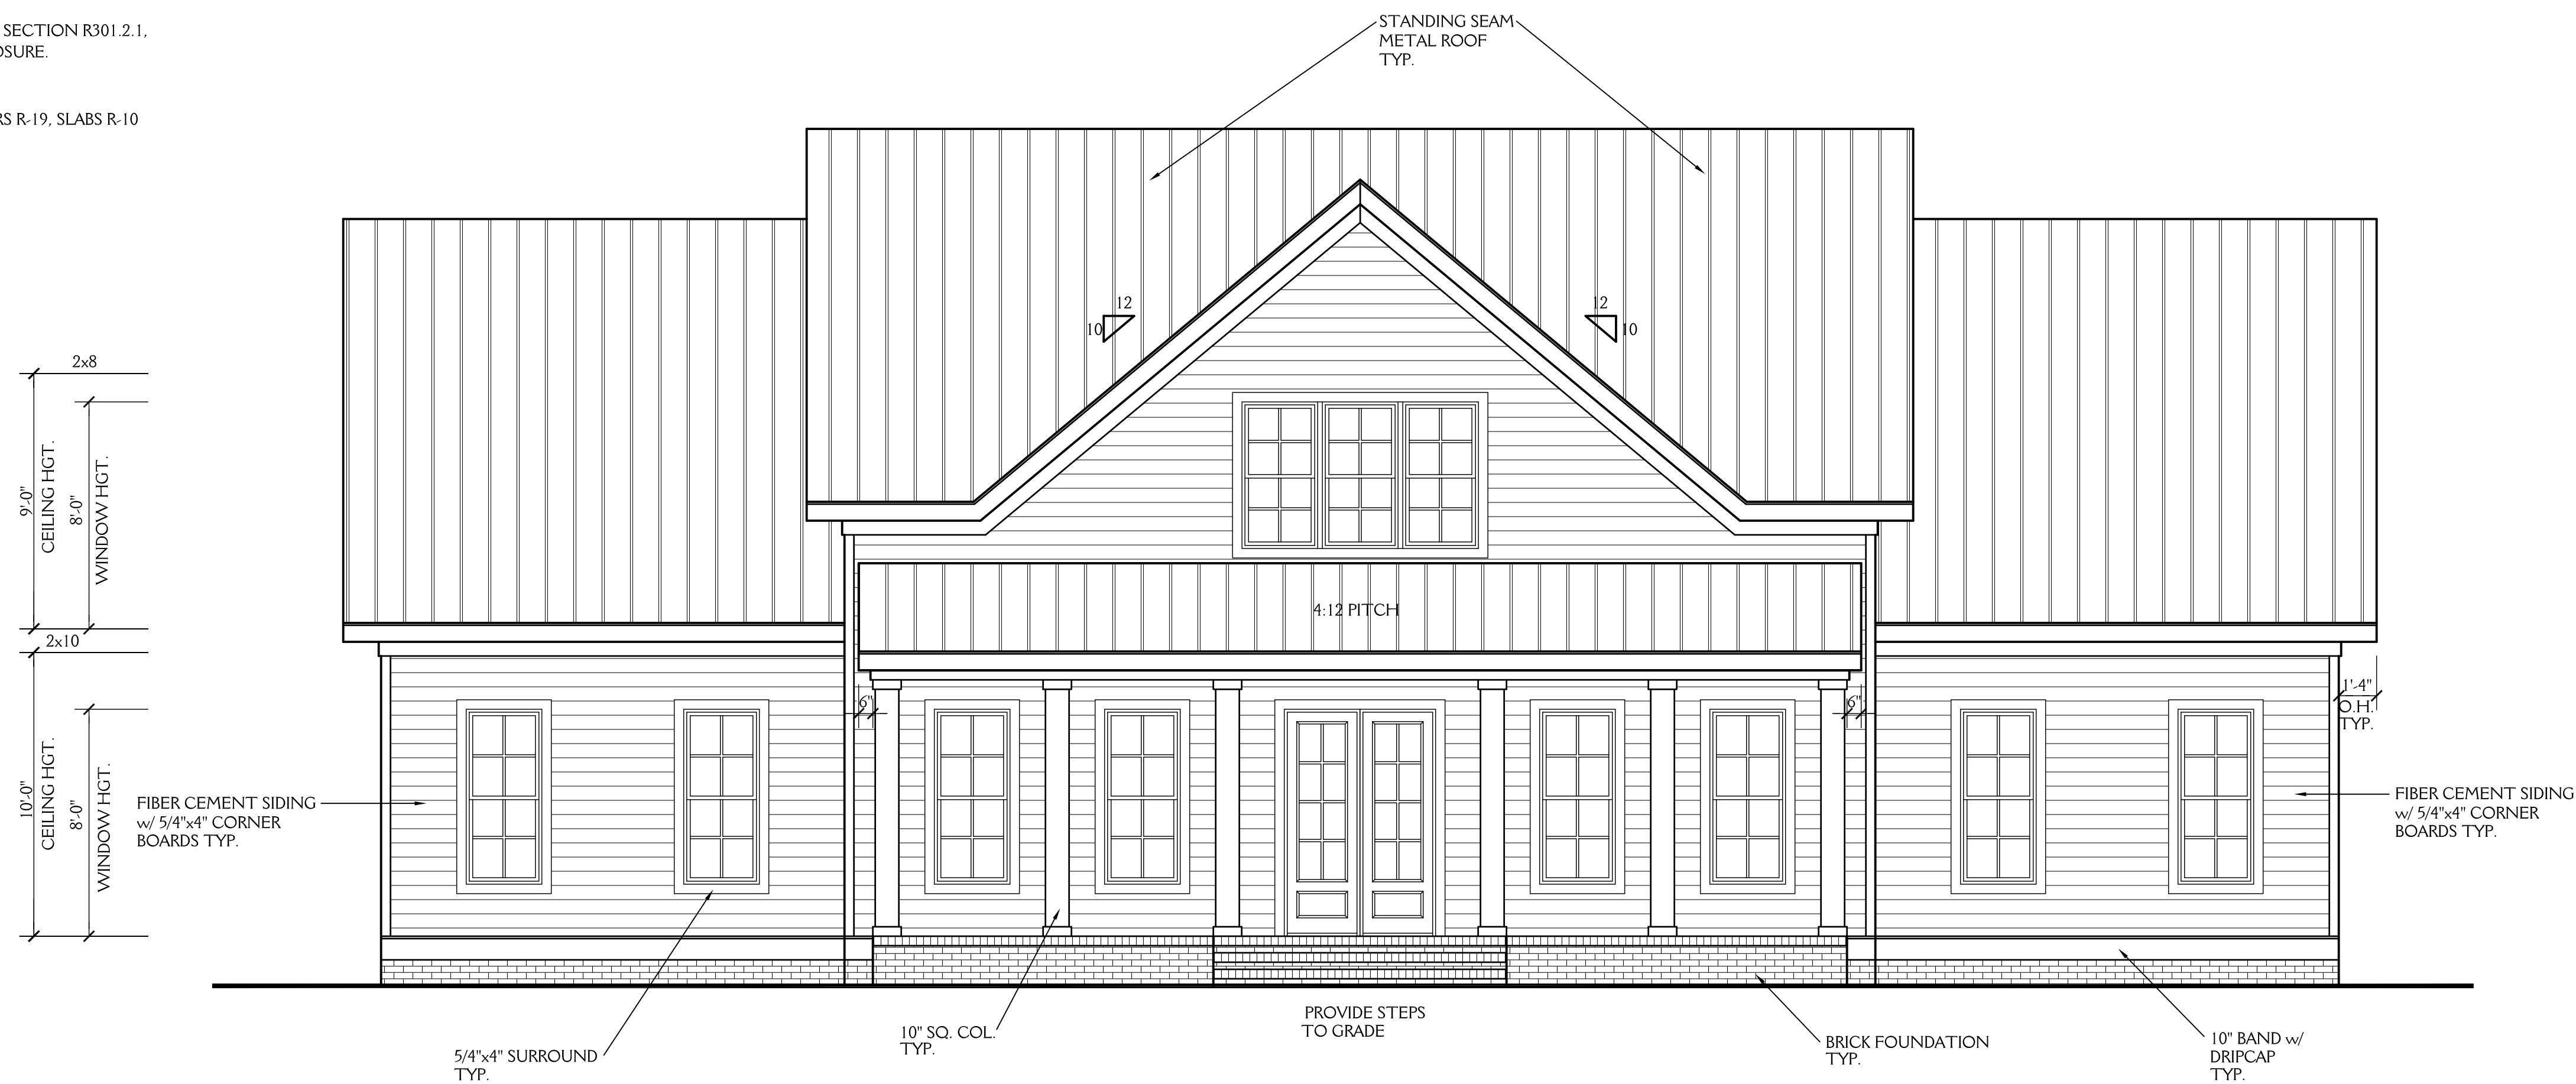 SECTION R301.2.1,
OSURE.
RS R-19, SLABS R-10
STANDING SEAM
METAL ROOF
TYP.
12
10
12
10
2x8
9'-0"
CEILING HGT.
8'-0"
WINDOW HGT.
2x10
10'-0"
CEILING HGT.
8'-0"
WINDOW HGT.
4:12 PITCH
6"
6"
1'-4"
O.H.
TYP.
FIBER CEMENT SIDING
w/ 5/4"x4" CORNER
BOARDS TYP.
FIBER CEMENT SIDING
w/ 5/4"x4" CORNER
BOARDS TYP.
5/4"x4" SURROUND
TYP.
10" SQ. COL.
TYP.
PROVIDE STEPS
TO GRADE
BRICK FOUNDATION
TYP.
10" BAND w/
DRIPCAP
TYP.